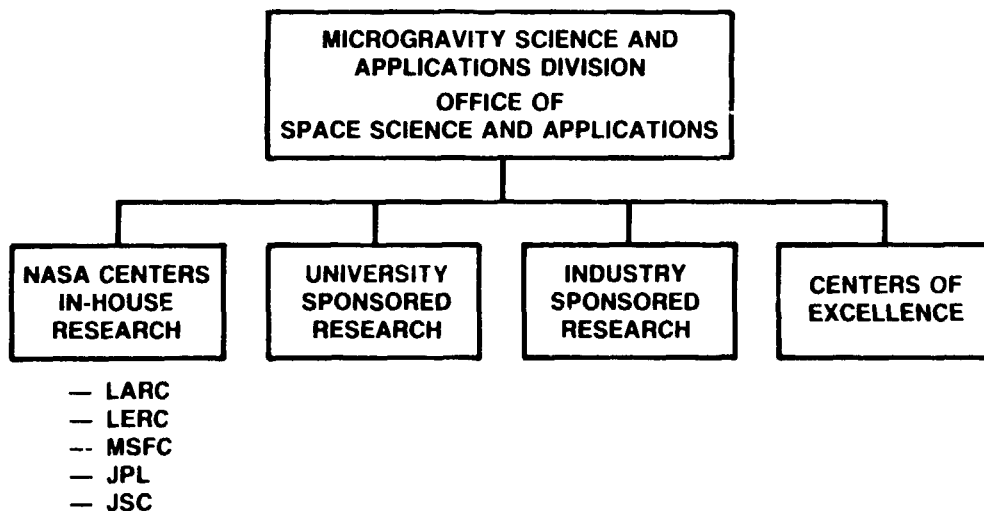 MICROGRAVITY SCIENCE AND
APPLICATIONS DIVISION
OFFICE OF
SPACE SCIENCE AND APPLICATIONS
NASA CENTERS
IN-HOUSE
RESEARCH
UNIVERSITY
SPONSORED
RESEARCH
INDUSTRY
SPONSORED
RESEARCH
CENTERS OF
EXCELLENCE
— LARC
— LERC
— MSFC
— JPL
— JSC